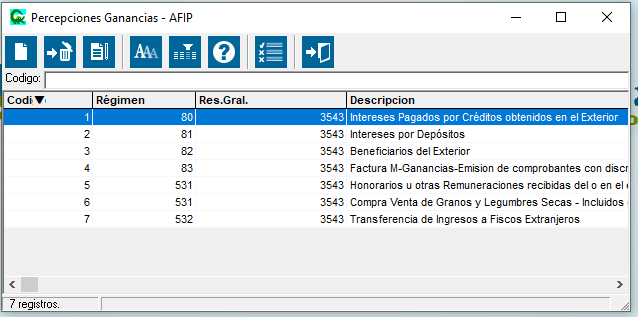 Percepciones Ganancias - AFIP
AAA
?
Codigo:
Codi Régimen Res.Gral. Descripcion
1 80 3543 Intereses Pagados por Créditos obtenidos en el Exterior
2 81 3543 Intereses por Depósitos
3 82 3543 Beneficiarios del Exterior
4 83 3543 Factura M-Ganancias-Emision de comprobantes con discr
5 531 3543 Honorarios u otras Remuneraciones recibidas del o en el e
6 531 3543 Compra Venta de Granos y Legumbres Secas - Incluidos e
7 532 3543 Transferencia de Ingresos a Fiscos Extranjeros
7 registros.